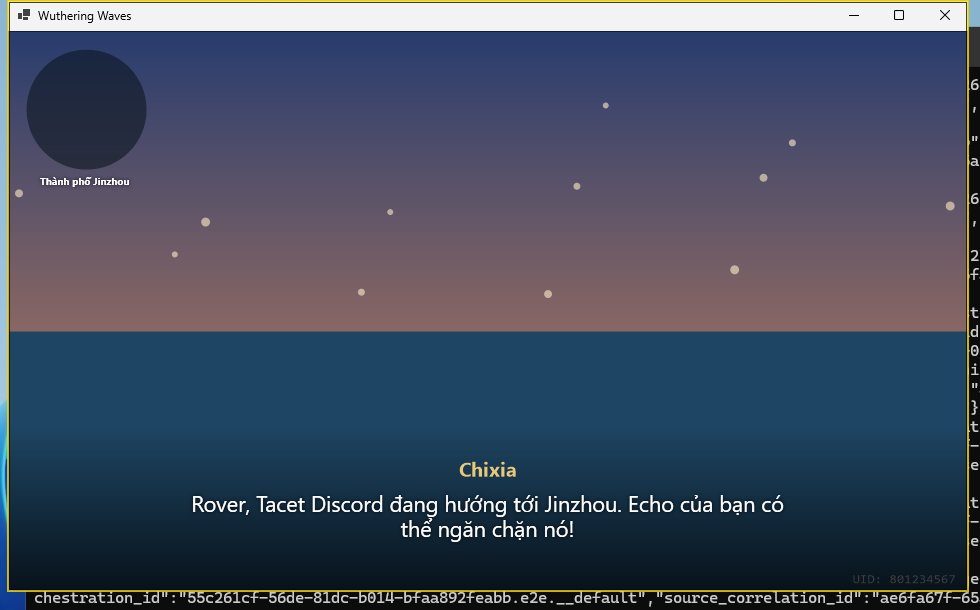 Wuthering Waves
Thành phố Jinzhou
Chixia
Rover, Tacet Discord đang hướng tới Jinzhou. Echo của bạn có
thể ngăn chặn nó!
UID: 801234567
chestration_id":"55c261cf-56de-81dc-b014-bfaa892feabb.e2e.__default","source_correlation_id":"ae6fa67f-6